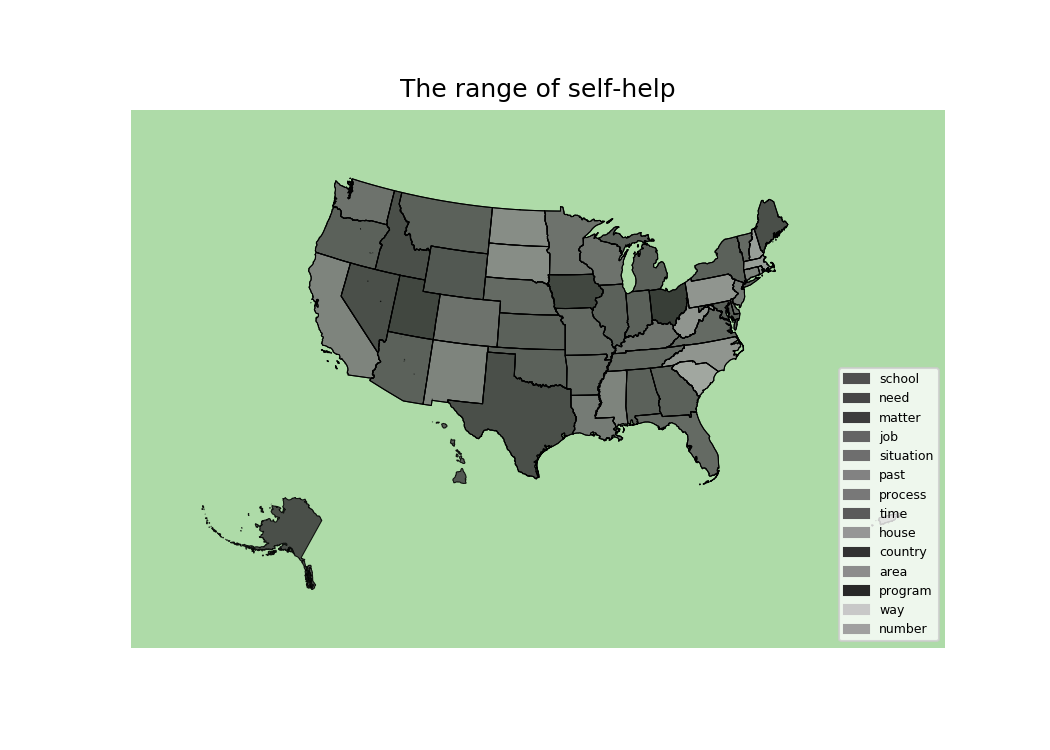 The range of self-help
school
need
matter
job
situation
past
process
time
house
country
area
program
way
number